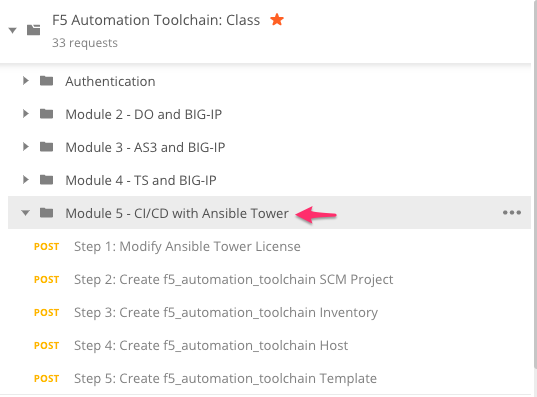 F5 Automation Toolchain: Class
33 requests
Authentication
Module 2 - DO and BIG-IP
Module 3 - AS3 and BIG-IP
Module 4 - TS and BIG-IP
Module 5 - CI/CD with Ansible Tower
POST Step 1: Modify Ansible Tower License
POST Step 2: Create f5_automation_toolchain SCM Project
POST Step 3: Create f5_automation_toolchain Inventory
POST Step 4: Create f5_automation_toolchain Host
POST Step 5: Create f5_automation_toolchain Template